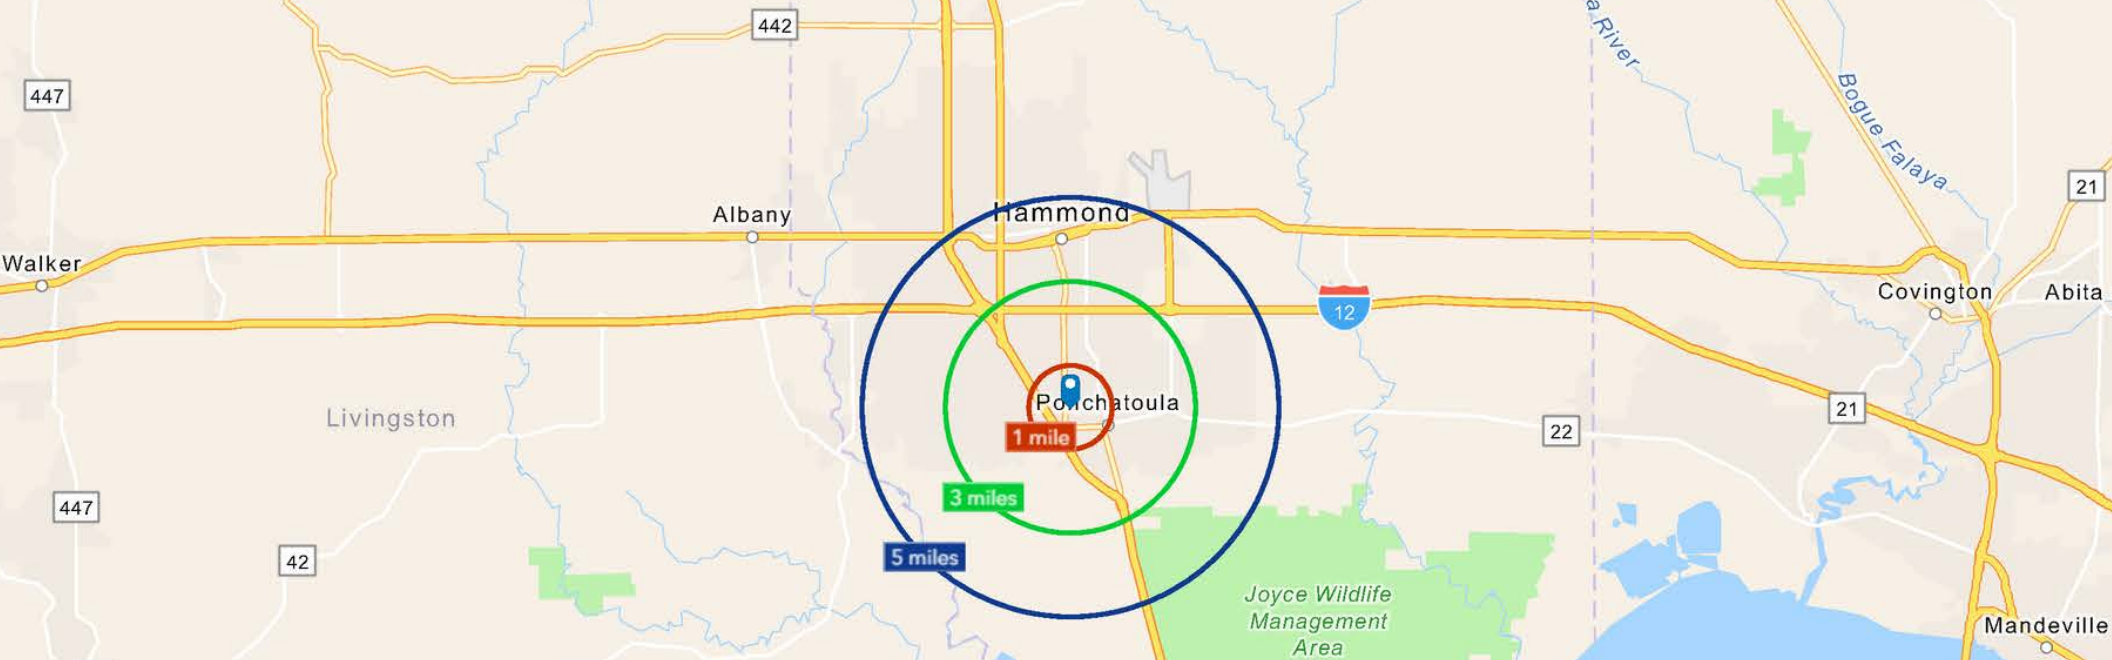 442
a River
447
Bogue Falaya
21
Albany
Hammond
Walker
Covington
Abita
12
Ponchatoula
21
Livingston
22
1 mile
3 miles
447
5 miles
42
Joyce Wildlife
Management
Area
Mandeville